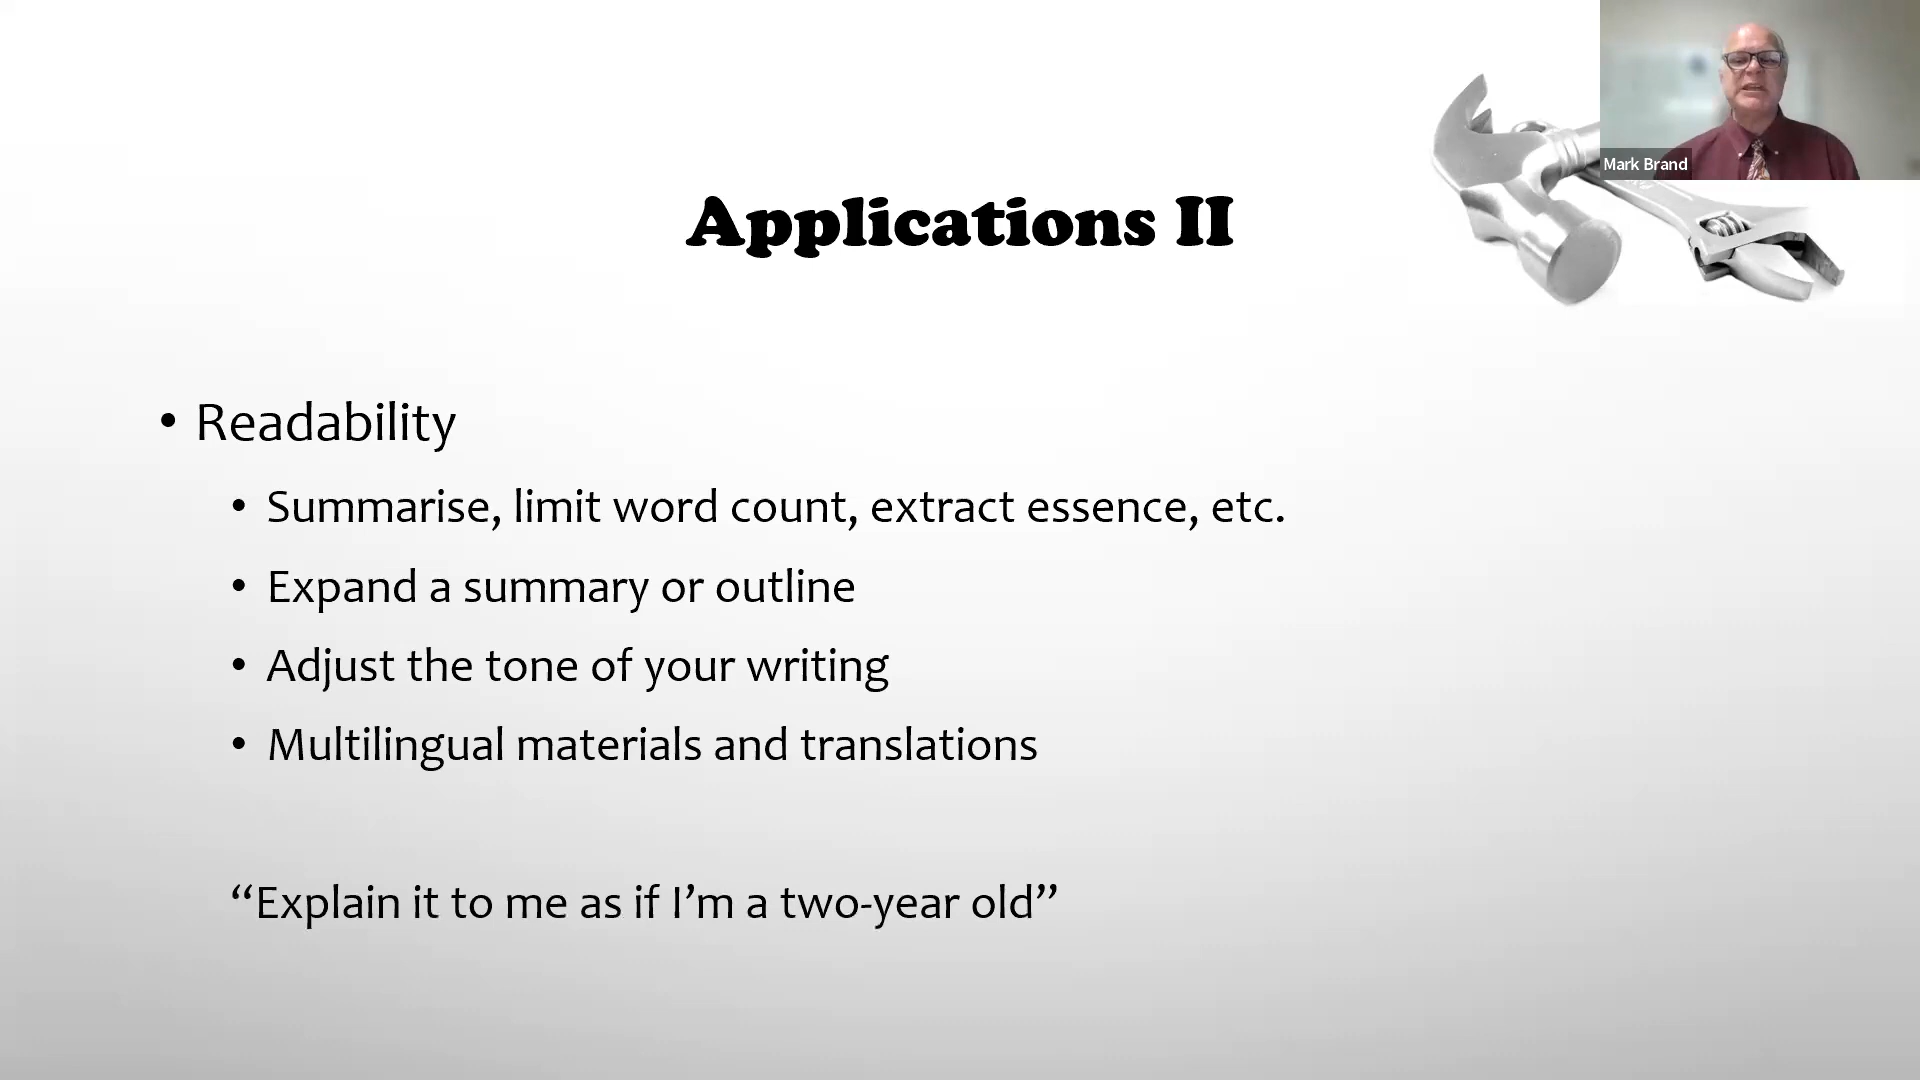 Mark Brand
Applications II
• Readability
• Summarise, limit word count, extract essence, etc.
• Expand a summary or outline
• Adjust the tone of your writing
• Multilingual materials and translations
“Explain it to me as if I’m a two-year old”